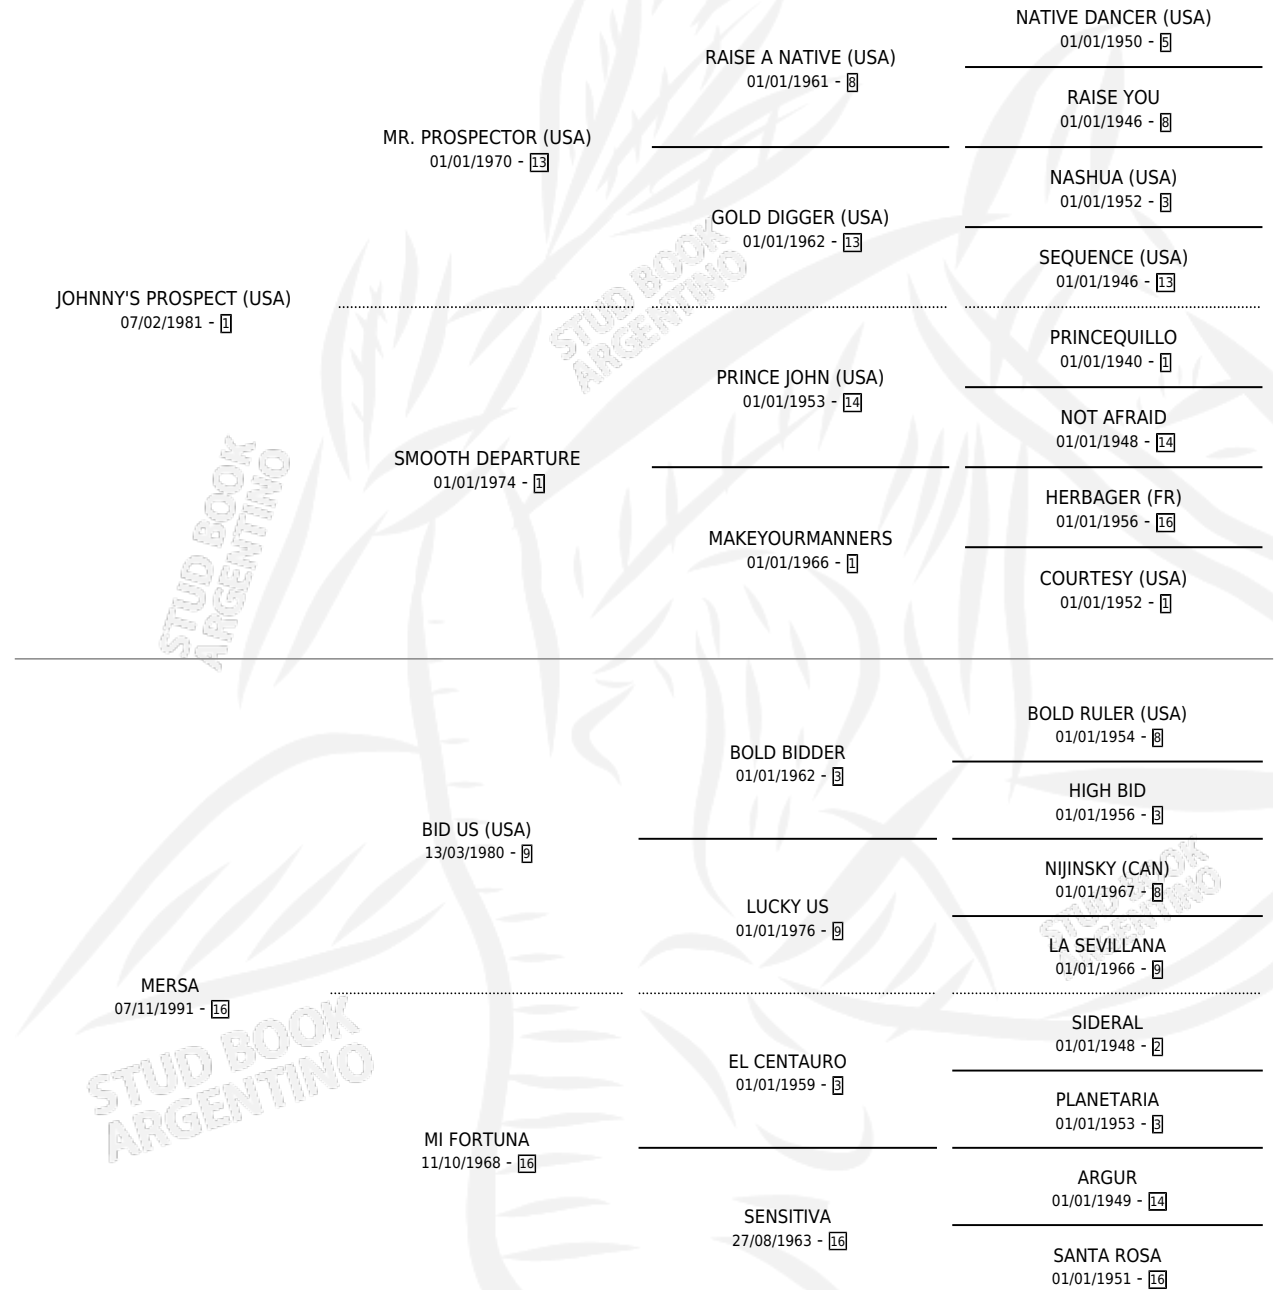 NATIVE DANCER (USA)
01/01/1950 - 5
RAISE A NATIVE (USA)
01/01/1961 - 8
RAISE YOU
01/01/1946 - 8
MR. PROSPECTOR (USA)
01/01/1970 - 13
NASHUA (USA)
01/01/1952 - 3
GOLD DIGGER (USA)
01/01/1962 - 13
SEQUENCE (USA)
01/01/1946 - 13
JOHNNY'S PROSPECT (USA)
07/02/1981 - 1
PRINCEQUILLO
01/01/1940 - 1
PRINCE JOHN (USA)
01/01/1953 - 14
NOT AFRAID
01/01/1948 - 14
SMOOTH DEPARTURE
01/01/1974 - 1
HERBAGER (FR)
01/01/1956 - 16
MAKEYOURMANNERS
01/01/1966 - 1
COURTESY (USA)
01/01/1952 - 1
BOLD RULER (USA)
01/01/1954 - 8
BOLD BIDDER
01/01/1962 - 3
HIGH BID
01/01/1956 - 3
BID US (USA)
13/03/1980 - 9
NIJINSKY (CAN)
01/01/1967 - 8
LUCKY US
01/01/1976 - 9
LA SEVILLANA
01/01/1966 - 9
MERSA
07/11/1991 - 16
SIDERAL
01/01/1948 - 2
EL CENTAURO
01/01/1959 - 3
PLANETARIA
01/01/1953 - 3
MI FORTUNA
11/10/1968 - 16
ARGUR
01/01/1949 - 14
SENSITIVA
27/08/1963 - 16
SANTA ROSA
01/01/1951 - 16
STUD BOOK
ARGENTINO
STUD BOOK
ARGENTINO
STUD BOOK
ARGENTINO
STUD BOOK
ARGENTINO